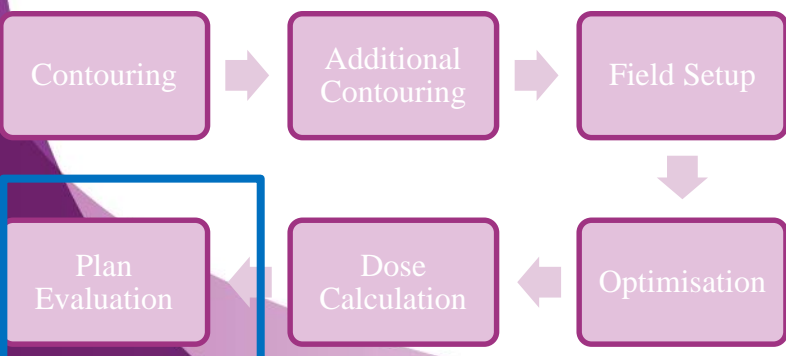 Contouring
Additional
Contouring
Field Setup
Optimisation
Dose
Calculation
Plan
Evaluation